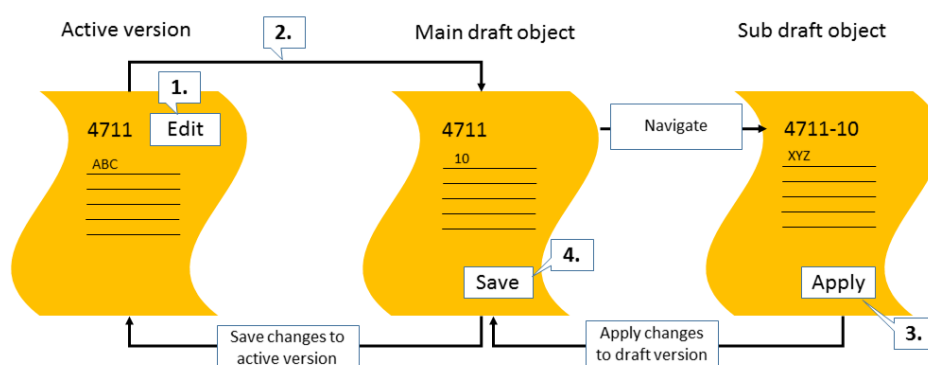 Active version
2.
Main draft object
Sub draft object
1.
4711
Edit
ABC
4711
10
Navigate
4711-10
XYZ
4.
Save
Apply
3.
Save changes to
active version
Apply changes
to draft version